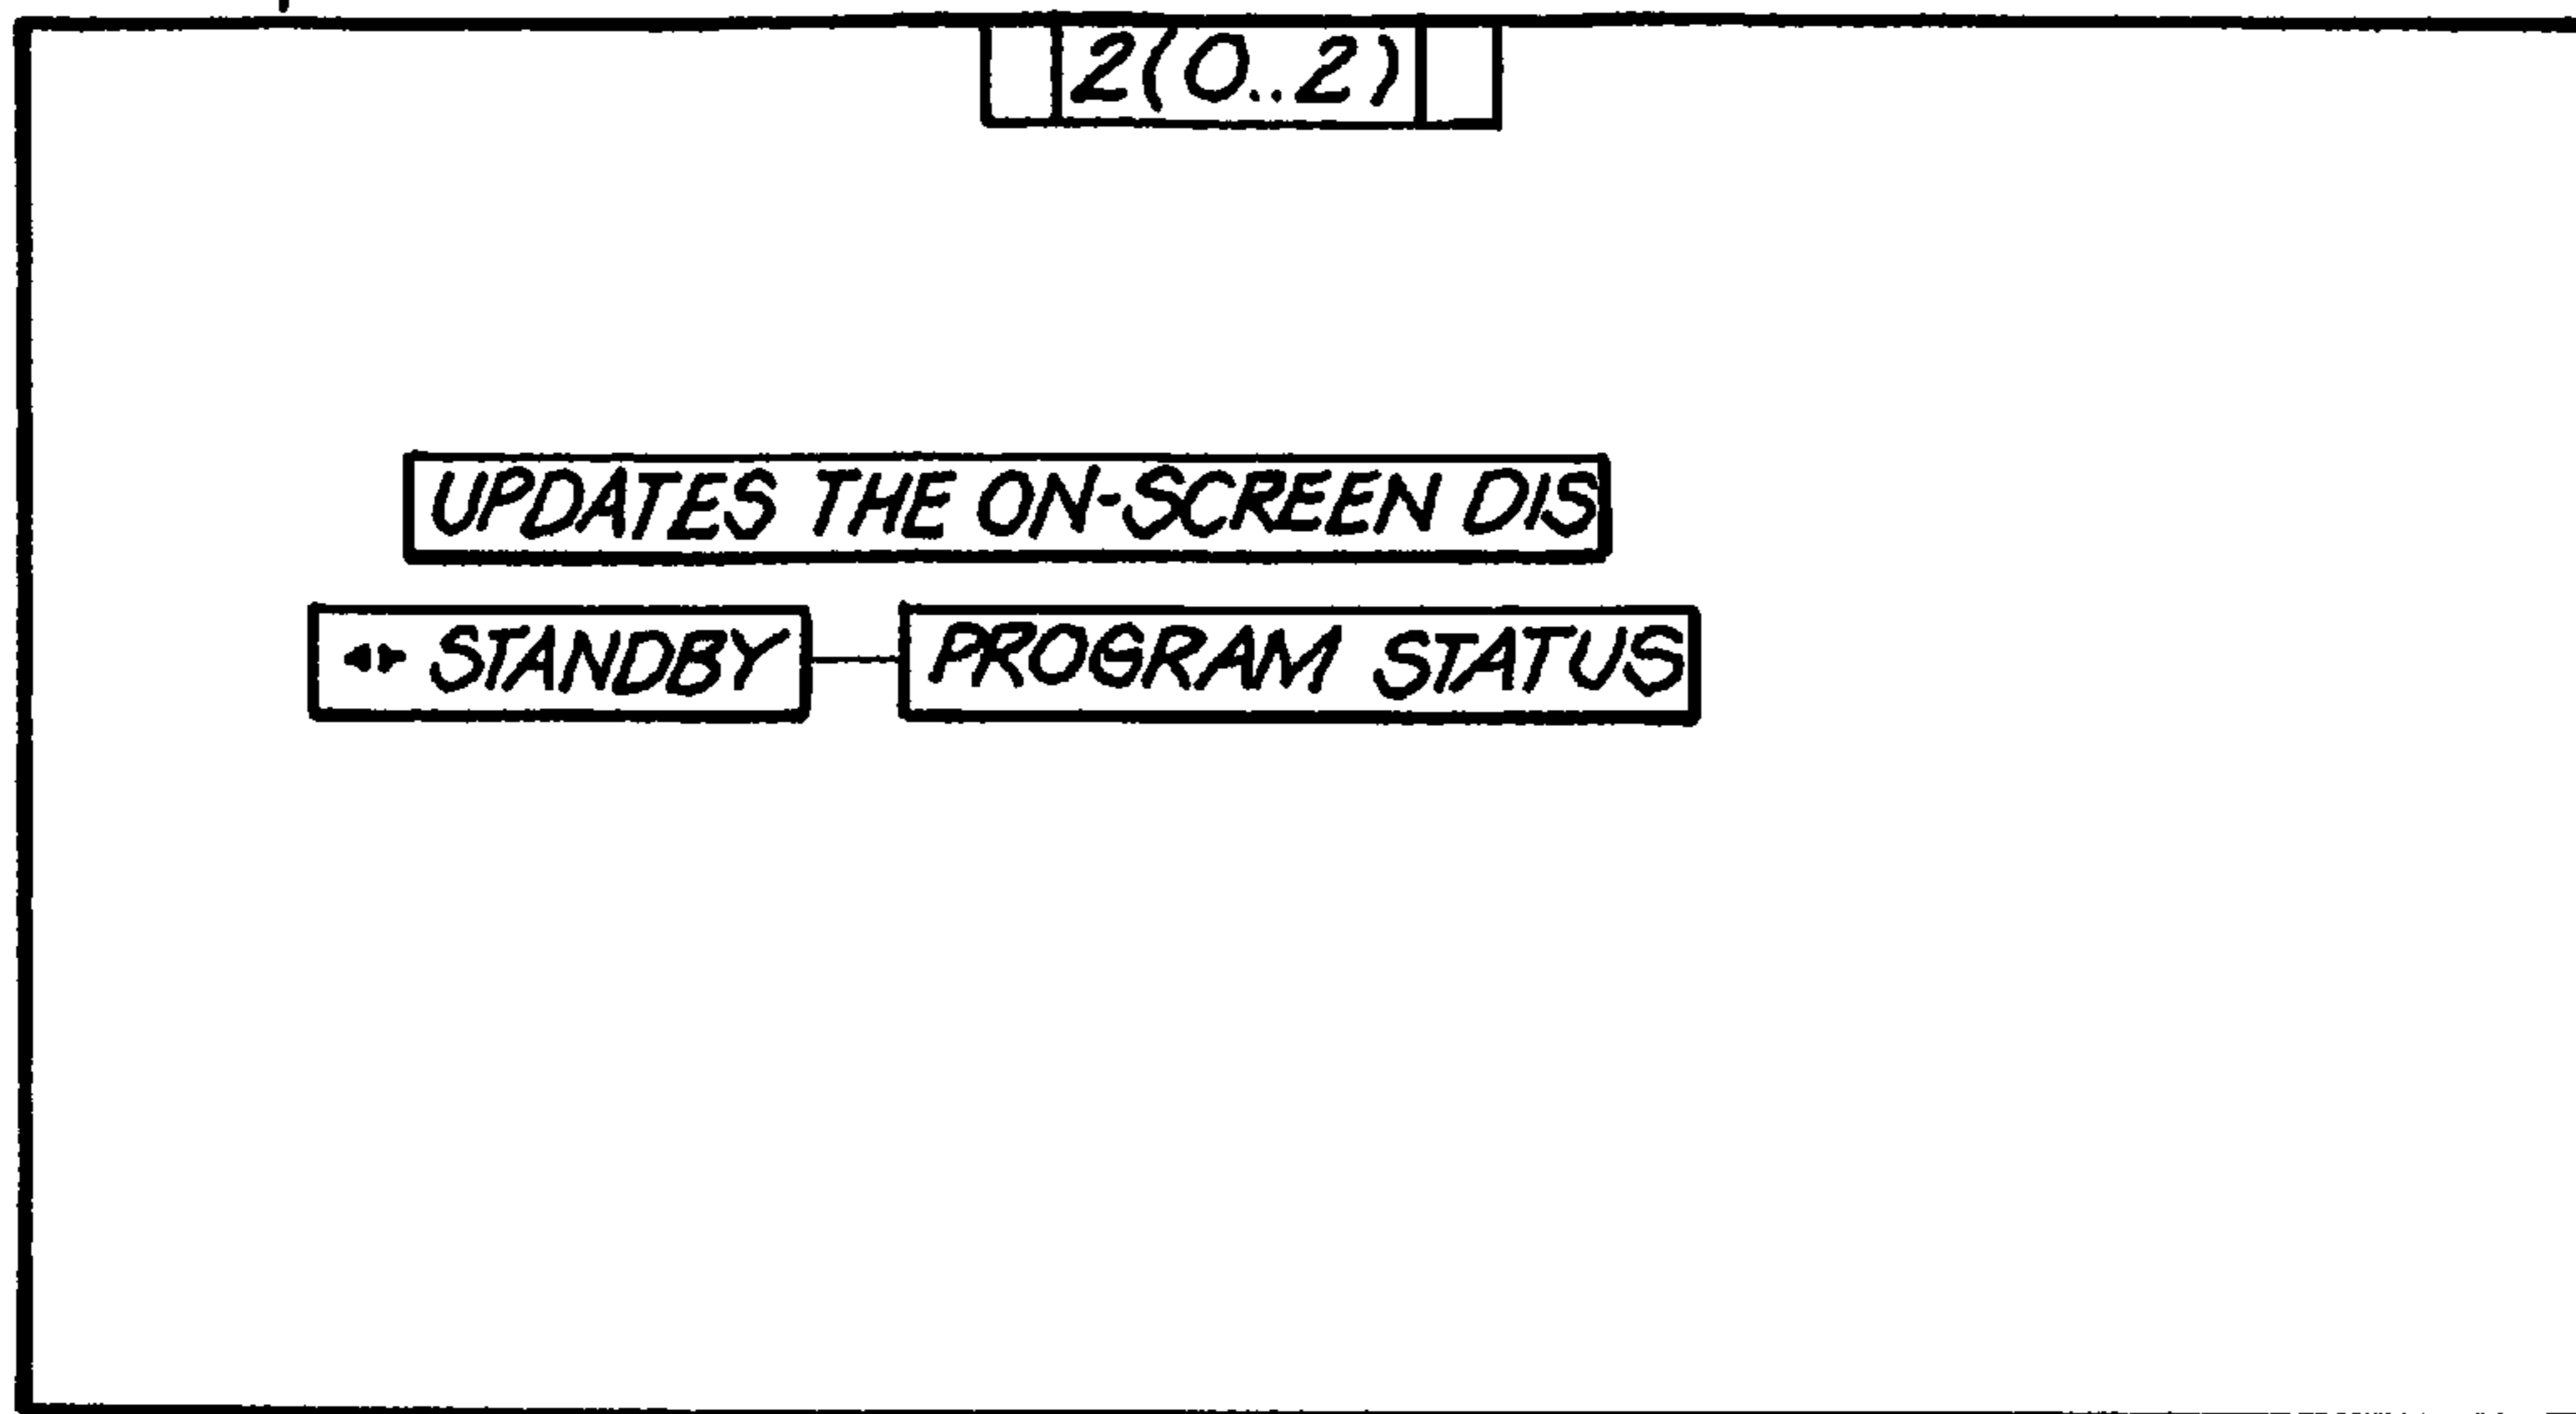 2(0..2)
UPDATES THE ON-SCREEN DIS
◂▸ STANDBY PROGRAM STATUS